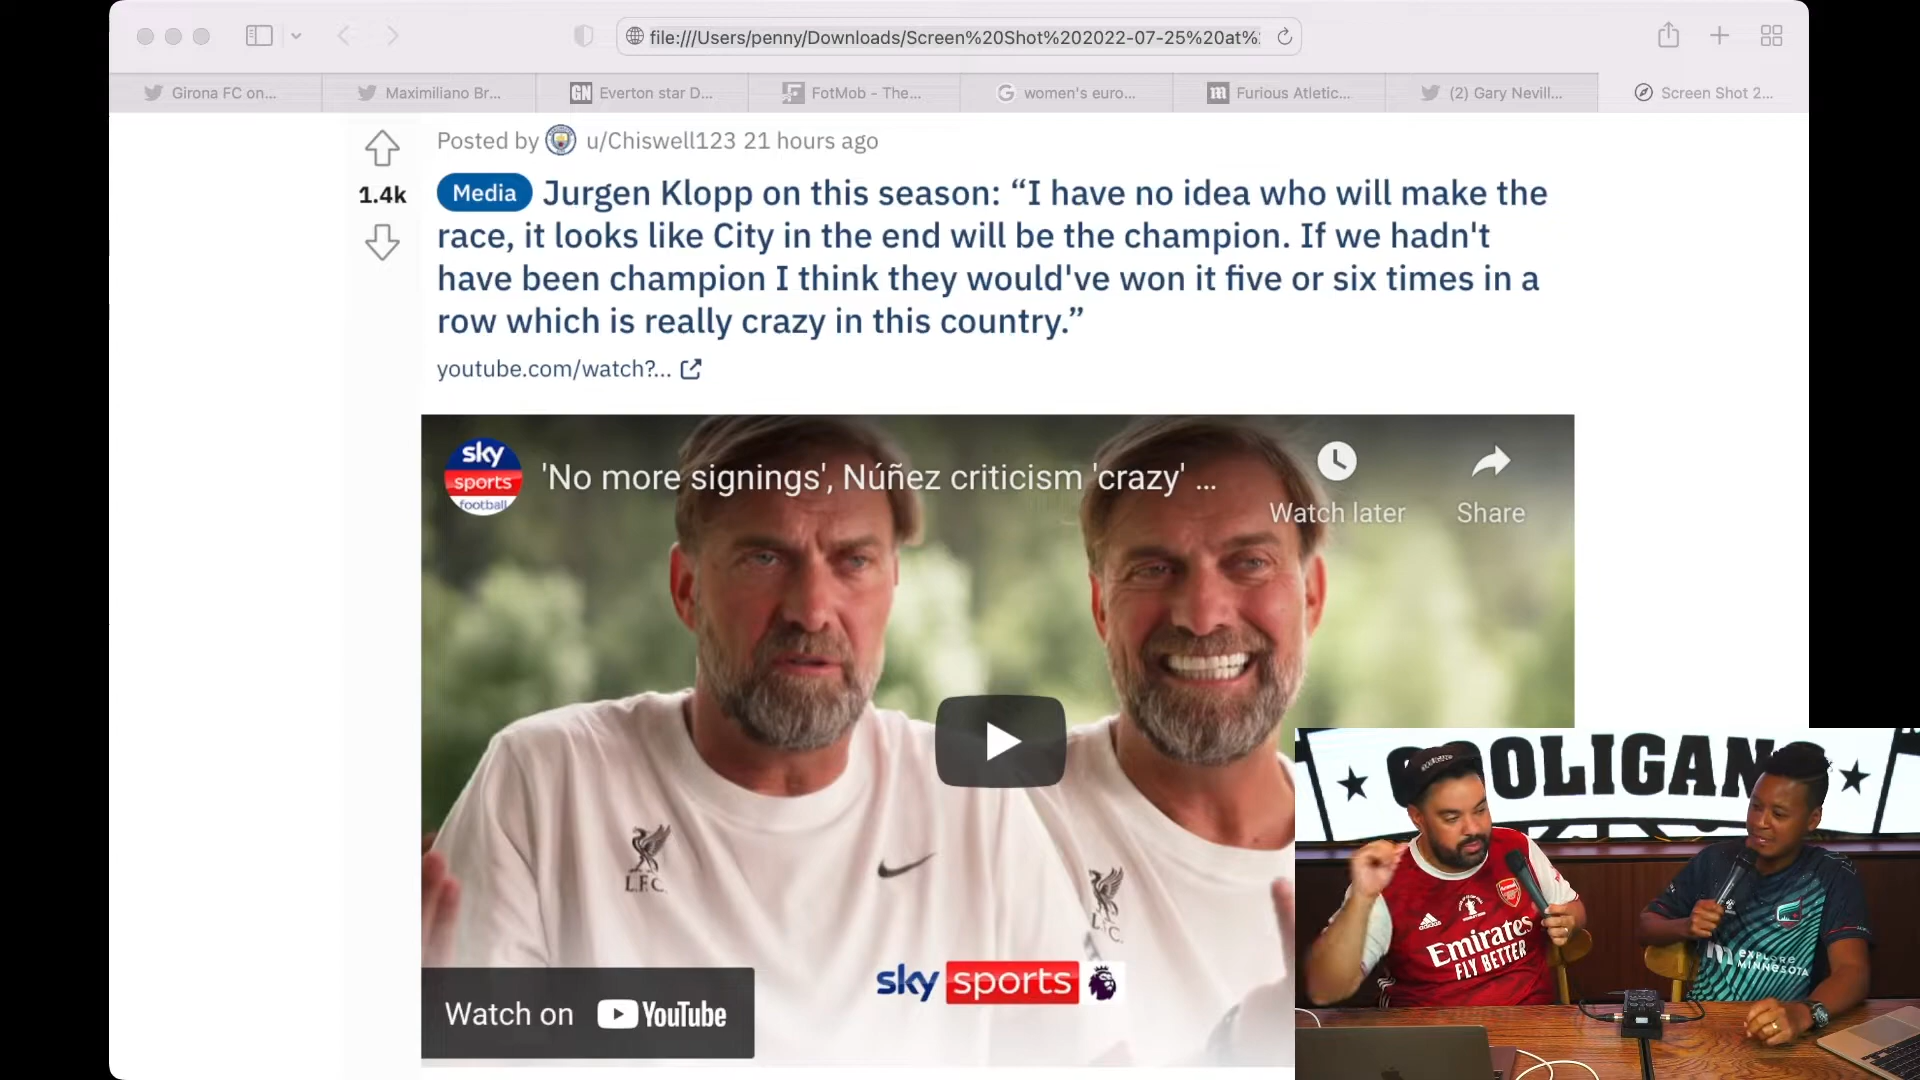 file:///Users/penny/Downloads/Screen%20Shot%202022-07-25%20at%
Girona FC on...
Maximiliano Br...
GN Everton star D...
FotMob - The...
G women's euro...
m Furious Atletic...
(2) Gary Nevill...
Screen Shot 2...
Posted by u/Chiswell123 21 hours ago
1.4k
Media Jurgen Klopp on this season: “I have no idea who will make the
race, it looks like City in the end will be the champion. If we hadn't
have been champion I think they would've won it five or six times in a
row which is really crazy in this country.”
youtube.com/watch?...
sky
sports
football
'No more signings', Núñez criticism 'crazy' ...
Watch later
Share
L.F.C.
L.F.C.
sky sports
Watch on YouTube
COOLIGANS
Emirates
FLY BETTER
EXPLORE
MINNESOTA